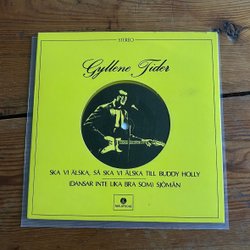 STEREO
Gyllene Tider
SKA VI ÄLSKA, SÅ SKA VI ÄLSKA TILL BUDDY HOLLY
(DANSAR INTE LIKA BRA SOM) SJÖMÄN